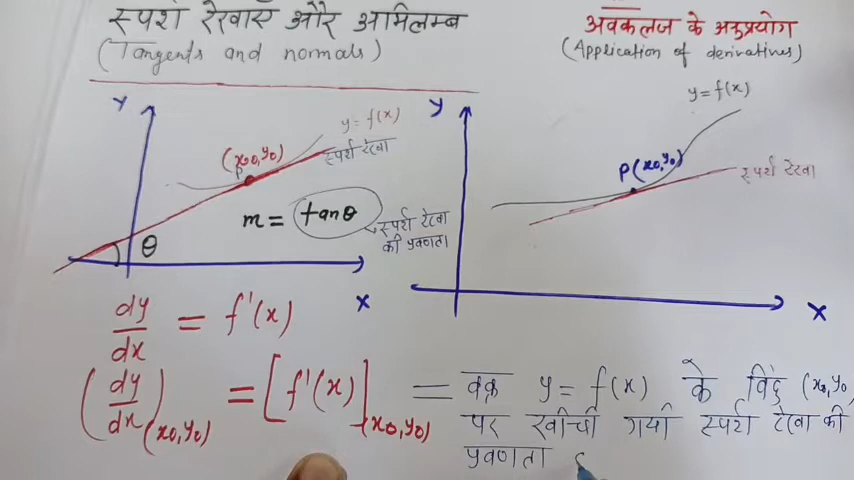 स्पर्श रेखाएं और अभिलम्ब
(Tangents and normals)
अवकलज के अनुप्रयोग
(Application of derivatives)
Y
y = f(x)
स्पर्श रेखा
(x0, y0)
P
m = tanθ
स्पर्श रेखा
की प्रवणता
θ
X
Y
y = f(x)
P(x0, y0)
स्पर्श रेखा
X
dy/dx = f'(x)
(dy/dx)(x0, y0) = [f'(x)](x0, y0) = वक्र y = f(x) के बिंदु (x0, y0
पर खींची गयी स्पर्श रेखा की
प्रवणता